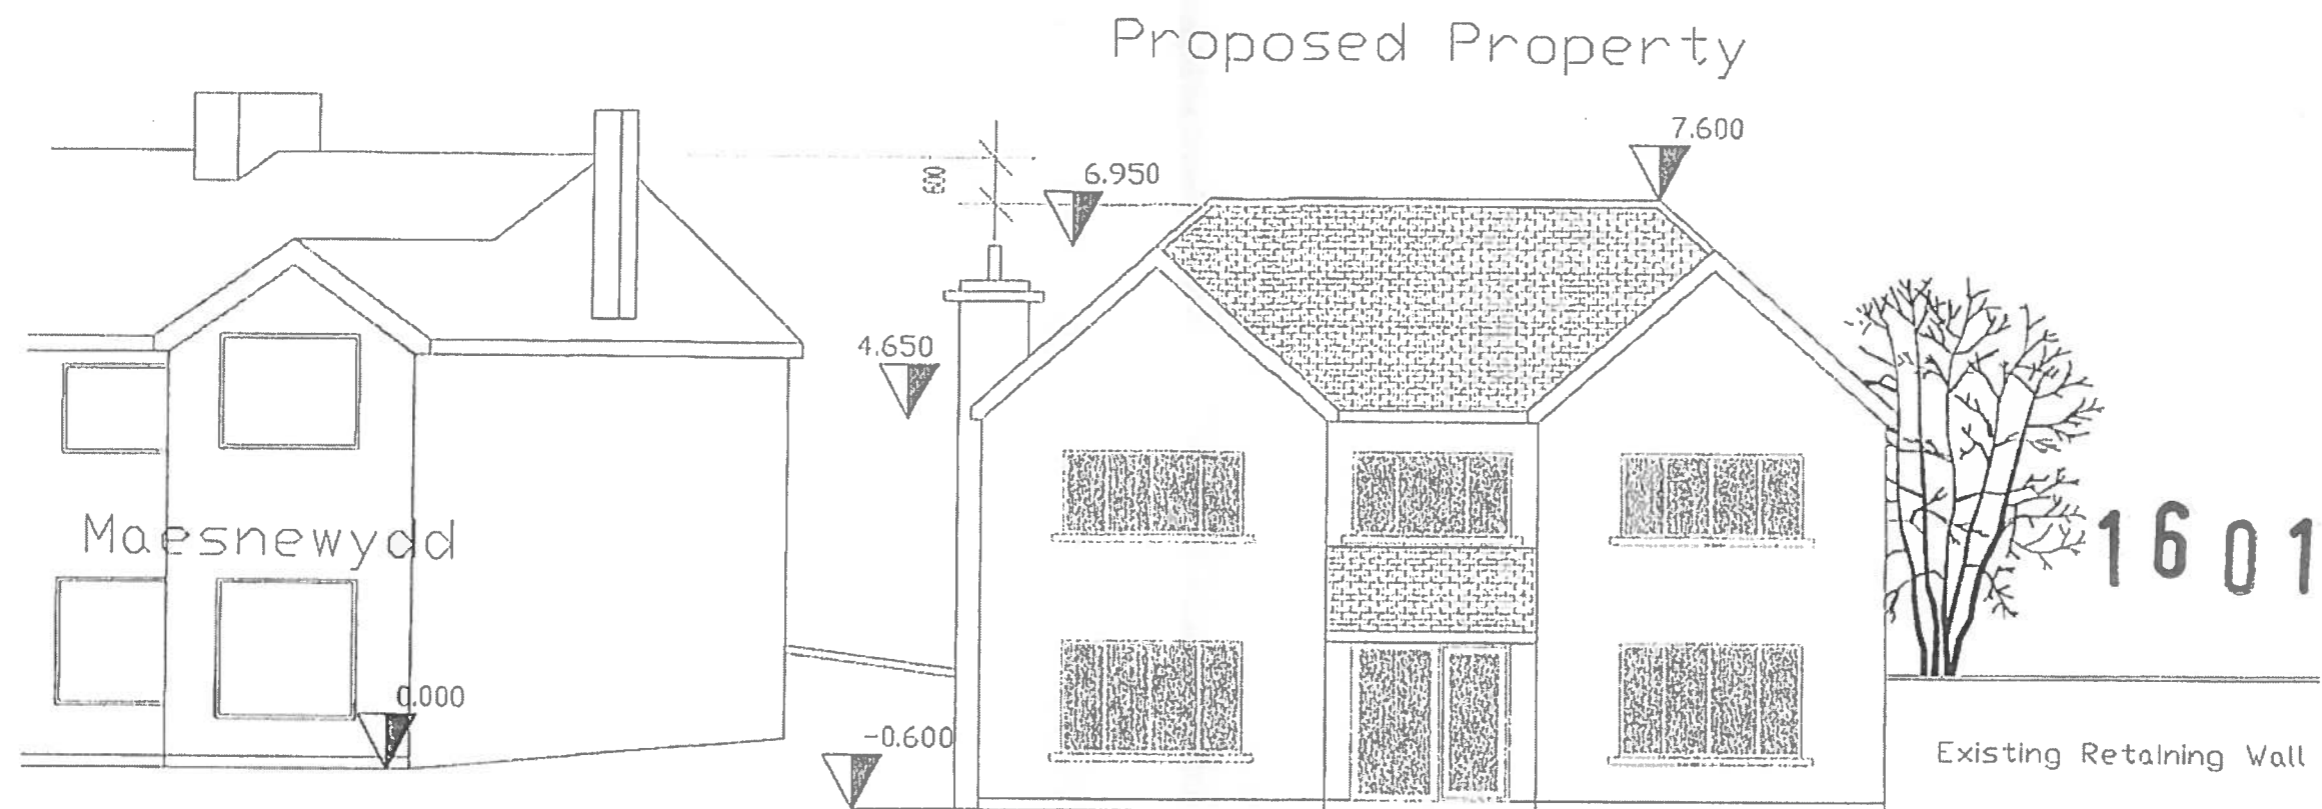 Proposed Property
7.600
6.950
600
4.650
Maesnewydd
1601
0.000
-0.600
Existing Retaining Wall